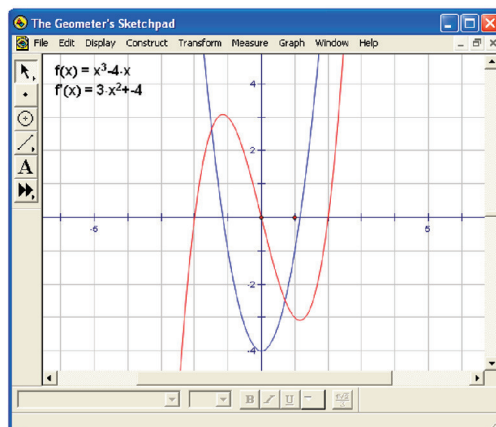 The Geometer's Sketchpad
File Edit Display Construct Transform Measure Graph Window Help
f(x) = x³-4·x
f'(x) = 3·x²+-4
A
4
2
-5
5
-2
-4
B I U